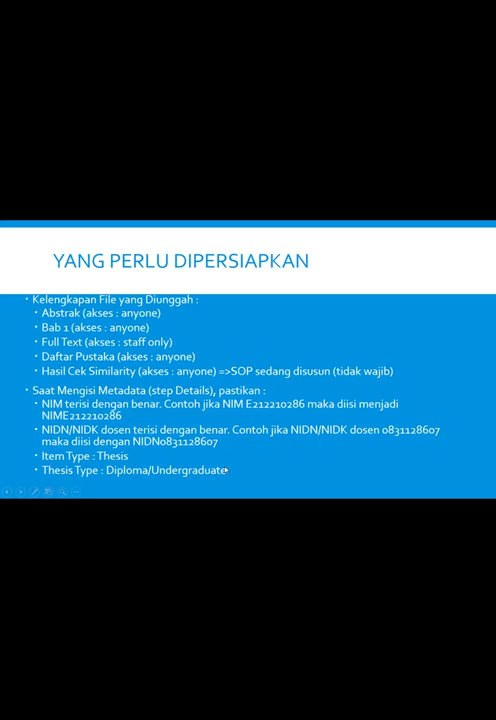 YANG PERLU DIPERSIAPKAN
• Kelengkapan File yang Diunggah :
• Abstrak (akses : anyone)
• Bab 1 (akses : anyone)
• Full Text (akses : staff only)
• Daftar Pustaka (akses : anyone)
• Hasil Cek Similarity (akses : anyone) =>SOP sedang disusun (tidak wajib)
• Saat Mengisi Metadata (step Details), pastikan :
• NIM terisi dengan benar. Contoh jika NIM E212210286 maka diisi menjadi
NIME212210286
• NIDN/NIDK dosen terisi dengan benar. Contoh jika NIDN/NIDK dosen 0831128607
maka diisi dengan NIDN0831128607
• Item Type : Thesis
• Thesis Type : Diploma/Undergraduate